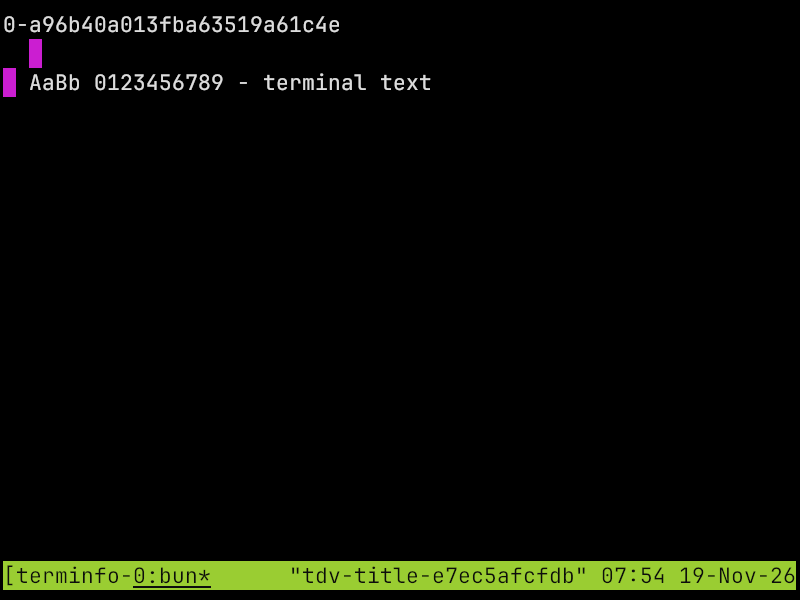 0-a96b40a013fba63519a61c4e
AaBb 0123456789 - terminal text
[terminfo-0:bun* "tdv-title-e7ec5afcfdb" 07:54 19-Nov-26